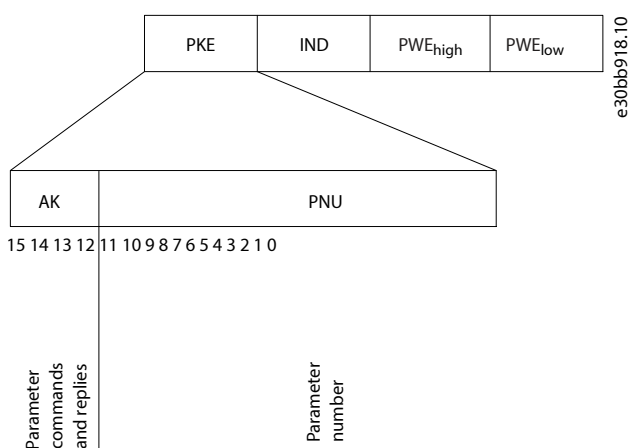 PKE IND PWEhigh PWElow
e30bb918.10
AK PNU
15 14 13 12 11 10 9 8 7 6 5 4 3 2 1 0
Parameter
commands
and replies
Parameter
number